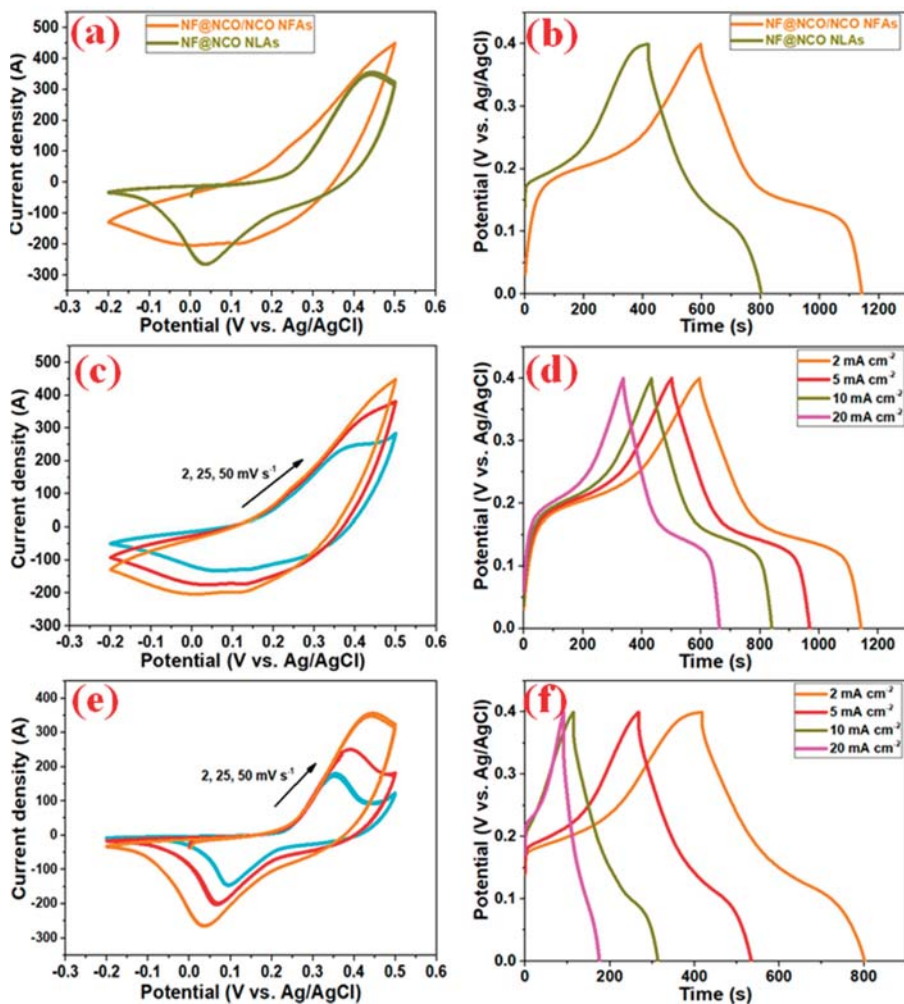 (a)
NF@NCO/NCO NFAs
NF@NCO NLAs
Current density (A)
500
400
300
200
100
0
-100
-200
-300
-0.3 -0.2 -0.1 0.0 0.1 0.2 0.3 0.4 0.5 0.6
Potential (V vs. Ag/AgCl)
(b)
NF@NCO/NCO NFAs
NF@NCO NLAs
Potential (V vs. Ag/AgCl)
0.4
0.3
0.2
0.1
0.0
0 200 400 600 800 1000 1200
Time (s)
(c)
Current density (A)
500
400
300
200
100
0
-100
-200
-300
2, 25, 50 mV s⁻¹
-0.3 -0.2 -0.1 0.0 0.1 0.2 0.3 0.4 0.5 0.6
Potential (V vs. Ag/AgCl)
(d)
2 mA cm⁻²
5 mA cm⁻²
10 mA cm⁻²
20 mA cm⁻²
Potential (V vs. Ag/AgCl)
0.4
0.3
0.2
0.1
0.0
0 200 400 600 800 1000 1200
Time (s)
(e)
Current density (A)
400
300
200
100
0
-100
-200
-300
2, 25, 50 mV s⁻¹
-0.3 -0.2 -0.1 0.0 0.1 0.2 0.3 0.4 0.5 0.6
Potential (V vs. Ag/AgCl)
(f)
2 mA cm⁻²
5 mA cm⁻²
10 mA cm⁻²
20 mA cm⁻²
Potential (V vs. Ag/AgCl)
0.4
0.3
0.2
0.1
0.0
0 200 400 600 800
Time (s)